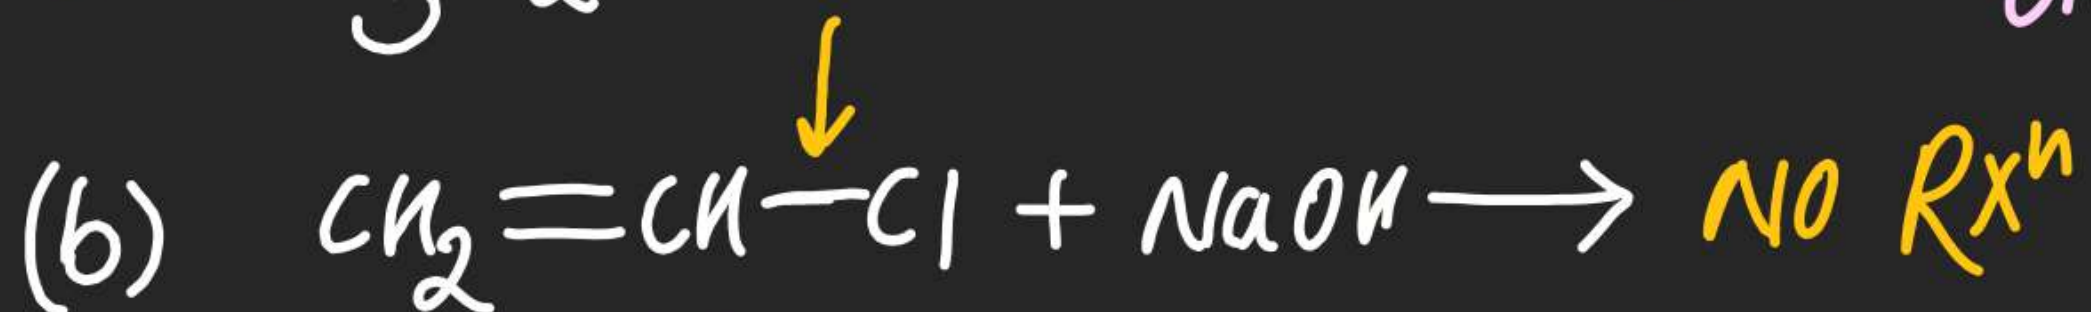 (b) CH₂=CH-Cl + NaOH → NO Rxⁿ